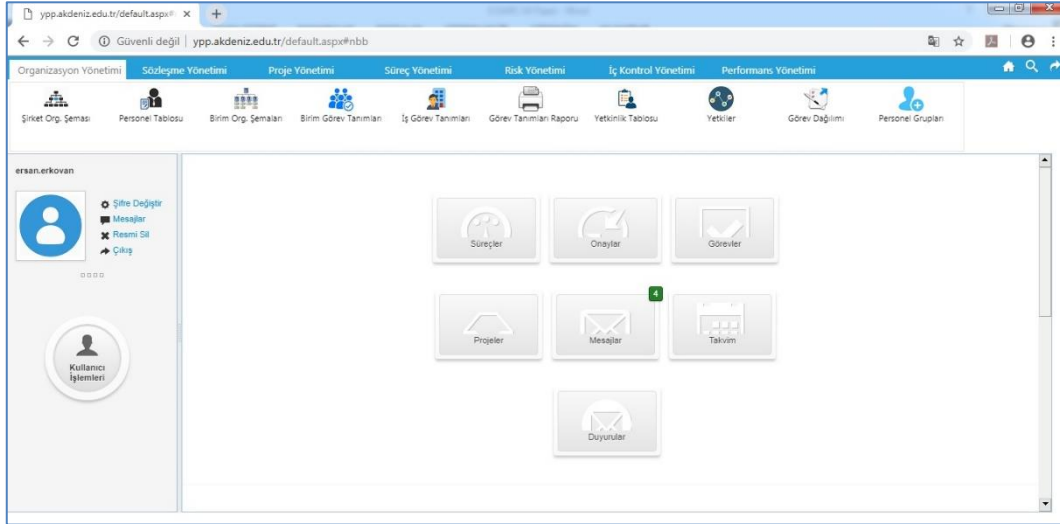 ypp.akdeniz.edu.tr/default.aspx#
Güvenli değil | ypp.akdeniz.edu.tr/default.aspx#nbb
Organizasyon Yönetimi Sözleşme Yönetimi Proje Yönetimi Süreç Yönetimi Risk Yönetimi İç Kontrol Yönetimi Performans Yönetimi
Şirket Org. Şeması Personel Tablosu Birim Org. Şemaları Birim Görev Tanımları İş Görev Tanımları Görev Tanımları Raporu Yetkinlik Tablosu Yetkiler Görev Dağılımı Personel Grupları
ersan.erkovan
Şifre Değiştir
Mesajlar
Resmi Sil
Çıkış
Kullanıcı
İşlemleri
Süreçler Onaylar Görevler
4
Projeler Mesajlar Takvim
Duyurular